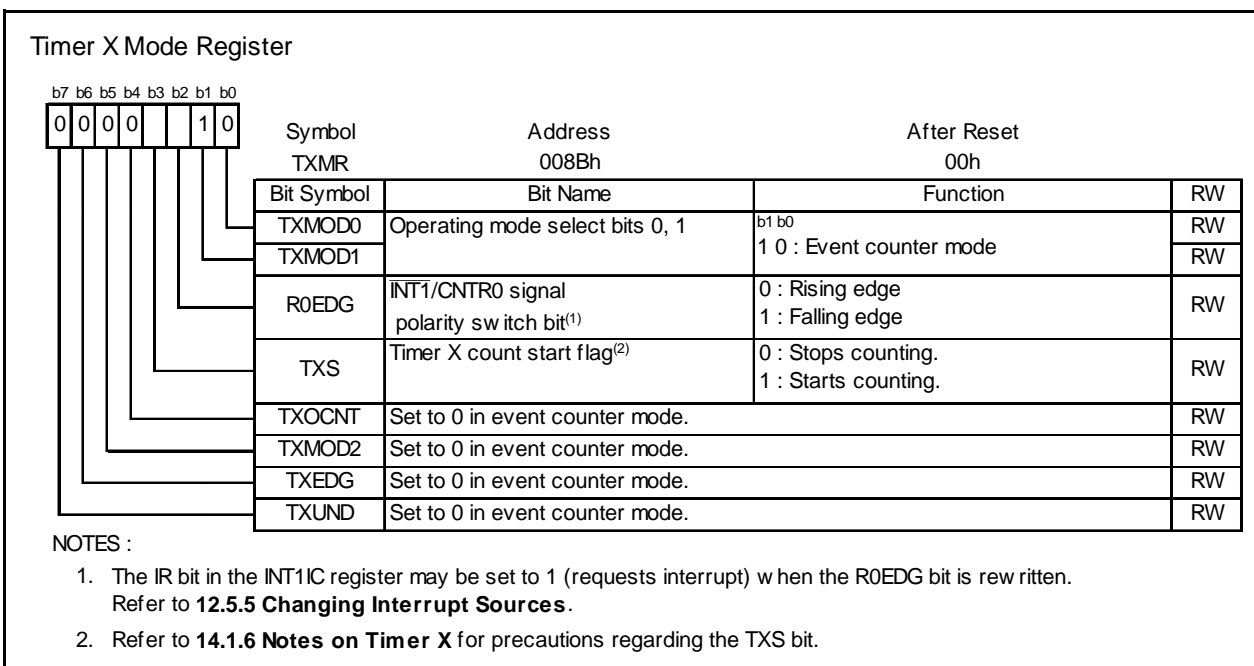 Timer X Mode Register
b7 b6 b5 b4 b3 b2 b1 b0
0 0 0 0 1 0
Symbol Address After Reset
TXMR 008Bh 00h
Bit Symbol Bit Name Function RW
TXMOD0 Operating mode select bits 0, 1 b1 b0 RW
TXMOD1 1 0 : Event counter mode RW
R0EDG INT1/CNTR0 signal 0 : Rising edge RW
polarity switch bit(1) 1 : Falling edge
TXS Timer X count start flag(2) 0 : Stops counting. RW
1 : Starts counting.
TXOCNT Set to 0 in event counter mode. RW
TXMOD2 Set to 0 in event counter mode. RW
TXEDG Set to 0 in event counter mode. RW
TXUND Set to 0 in event counter mode. RW
NOTES :
1. The IR bit in the INT1IC register may be set to 1 (requests interrupt) when the R0EDG bit is rewritten.
Refer to 12.5.5 Changing Interrupt Sources.
2. Refer to 14.1.6 Notes on Timer X for precautions regarding the TXS bit.